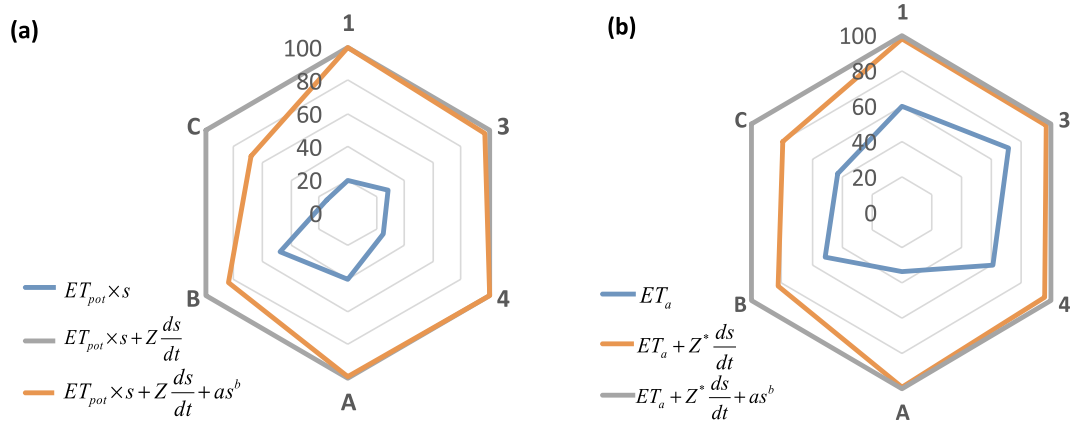 (a)
1
100
80
60
40
20
0
C
3
B
4
A
ET_pot × s
ET_pot × s + Z ds/dt
ET_pot × s + Z ds/dt + as^b
(b)
1
100
80
60
40
20
0
C
3
B
4
A
ET_a
ET_a + Z^* ds/dt
ET_a + Z^* ds/dt + as^b